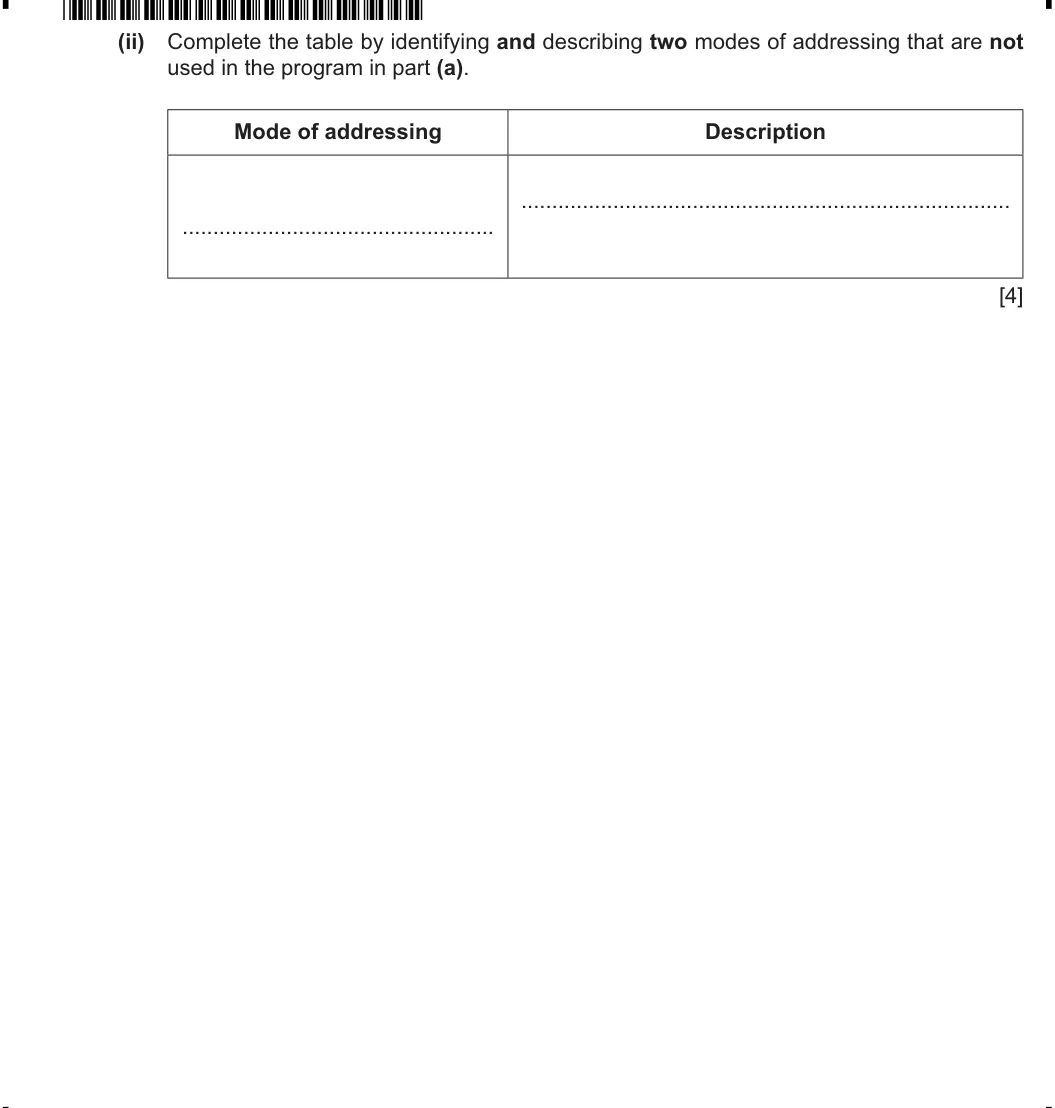 (ii) Complete the table by identifying and describing two modes of addressing that are not
used in the program in part (a).
Mode of addressing Description
................................................................................
...................................................
[4]